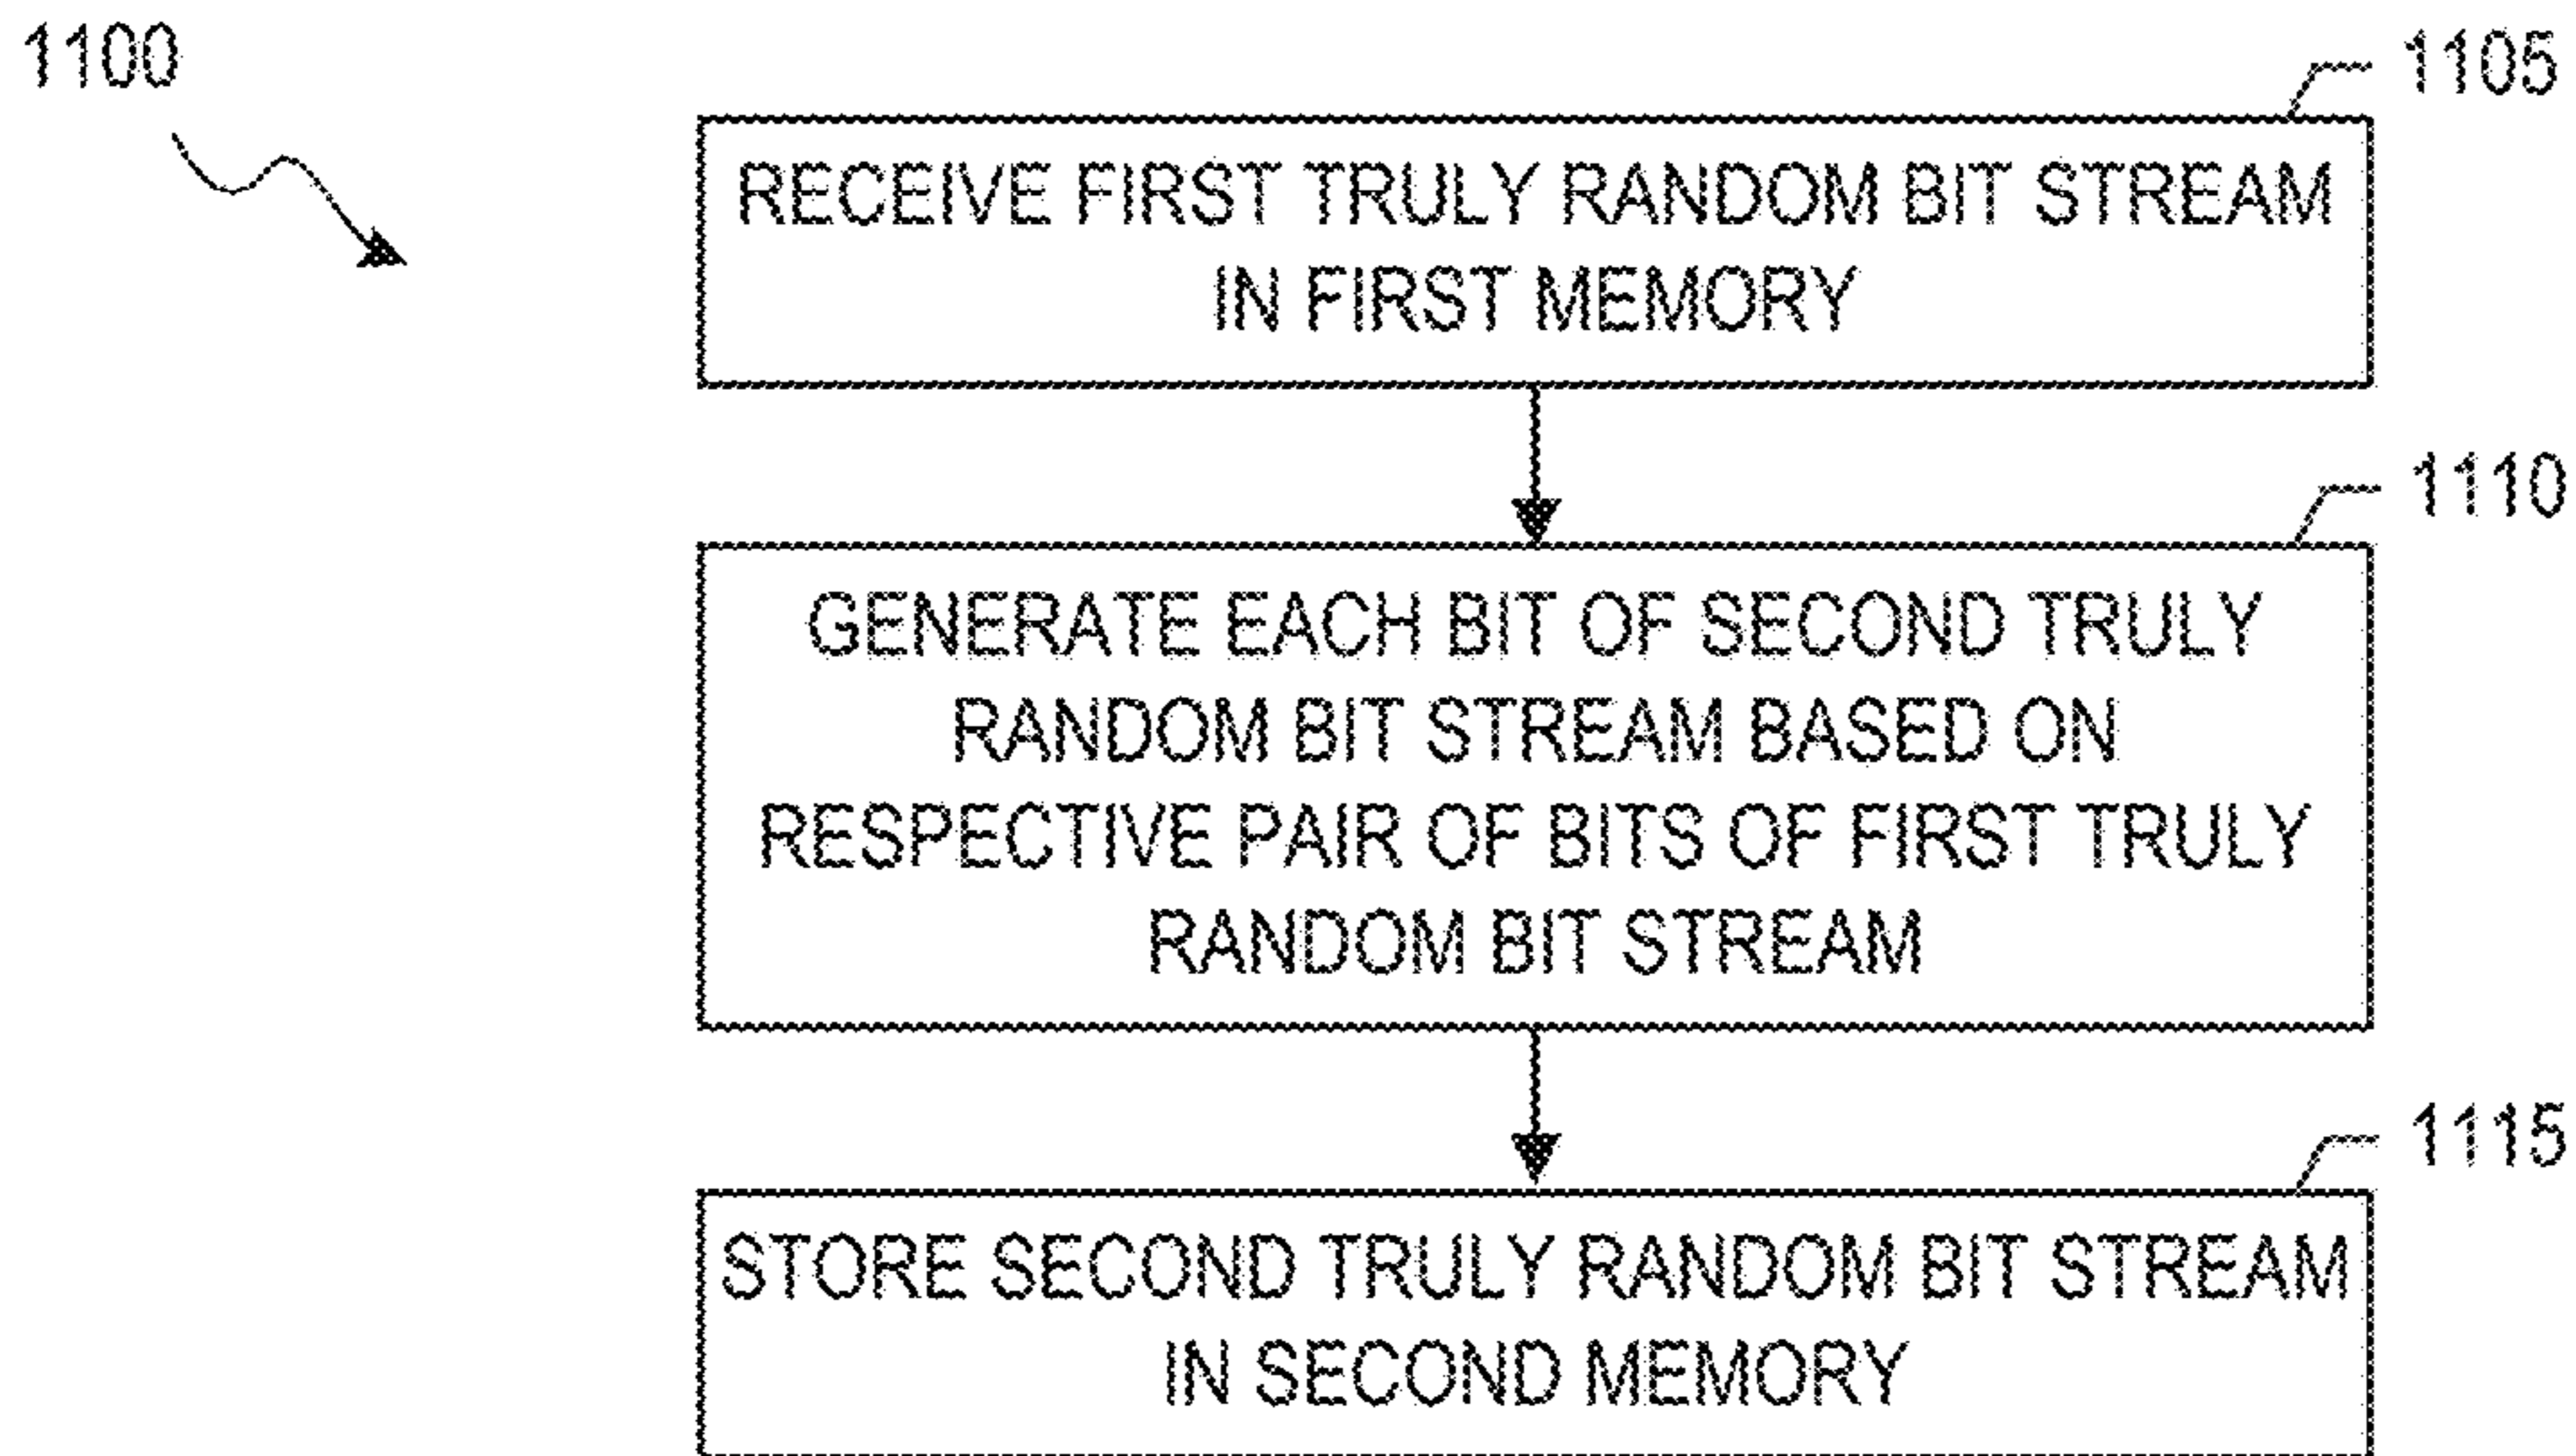 1100
1105
RECEIVE FIRST TRULY RANDOM BIT STREAM
IN FIRST MEMORY
1110
GENERATE EACH BIT OF SECOND TRULY
RANDOM BIT STREAM BASED ON
RESPECTIVE PAIR OF BITS OF FIRST TRULY
RANDOM BIT STREAM
1115
STORE SECOND TRULY RANDOM BIT STREAM
IN SECOND MEMORY